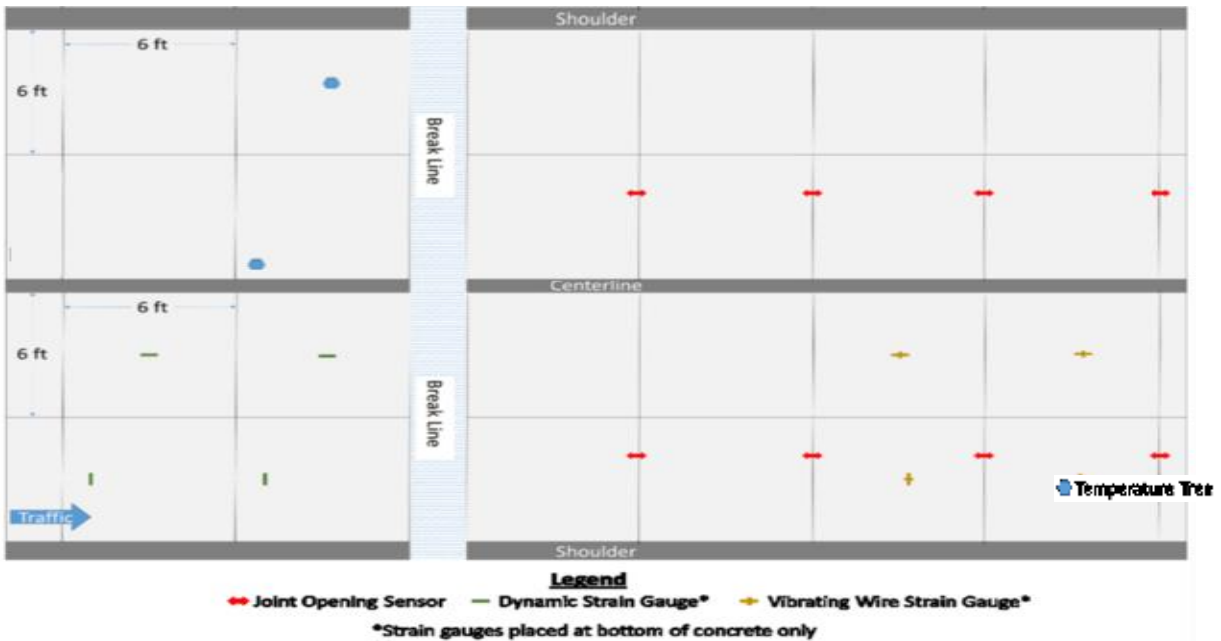 Shoulder
6 ft
6 ft
Break Line
Centerline
6 ft
6 ft
Break Line
Temperature Tree
Traffic
Shoulder
Legend
Joint Opening Sensor Dynamic Strain Gauge* Vibrating Wire Strain Gauge*
*Strain gauges placed at bottom of concrete only